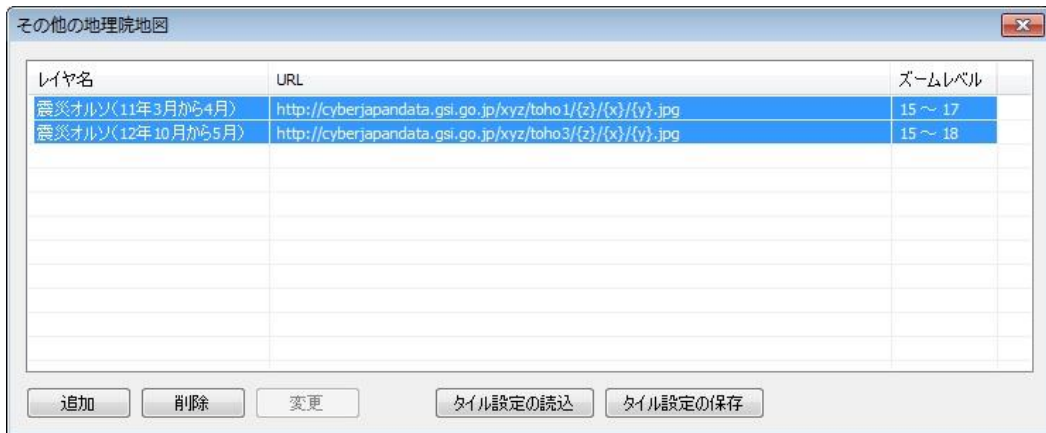 その他の地理院地図
レイヤ名 URL ズームレベル
震災オルソ(11年3月から4月) http://cyberjapandata.gsi.go.jp/xyz/toho1/{z}/{x}/{y}.jpg 15～17
震災オルソ(12年10月から5月) http://cyberjapandata.gsi.go.jp/xyz/toho3/{z}/{x}/{y}.jpg 15～18
追加 削除 変更 タイル設定の読込 タイル設定の保存